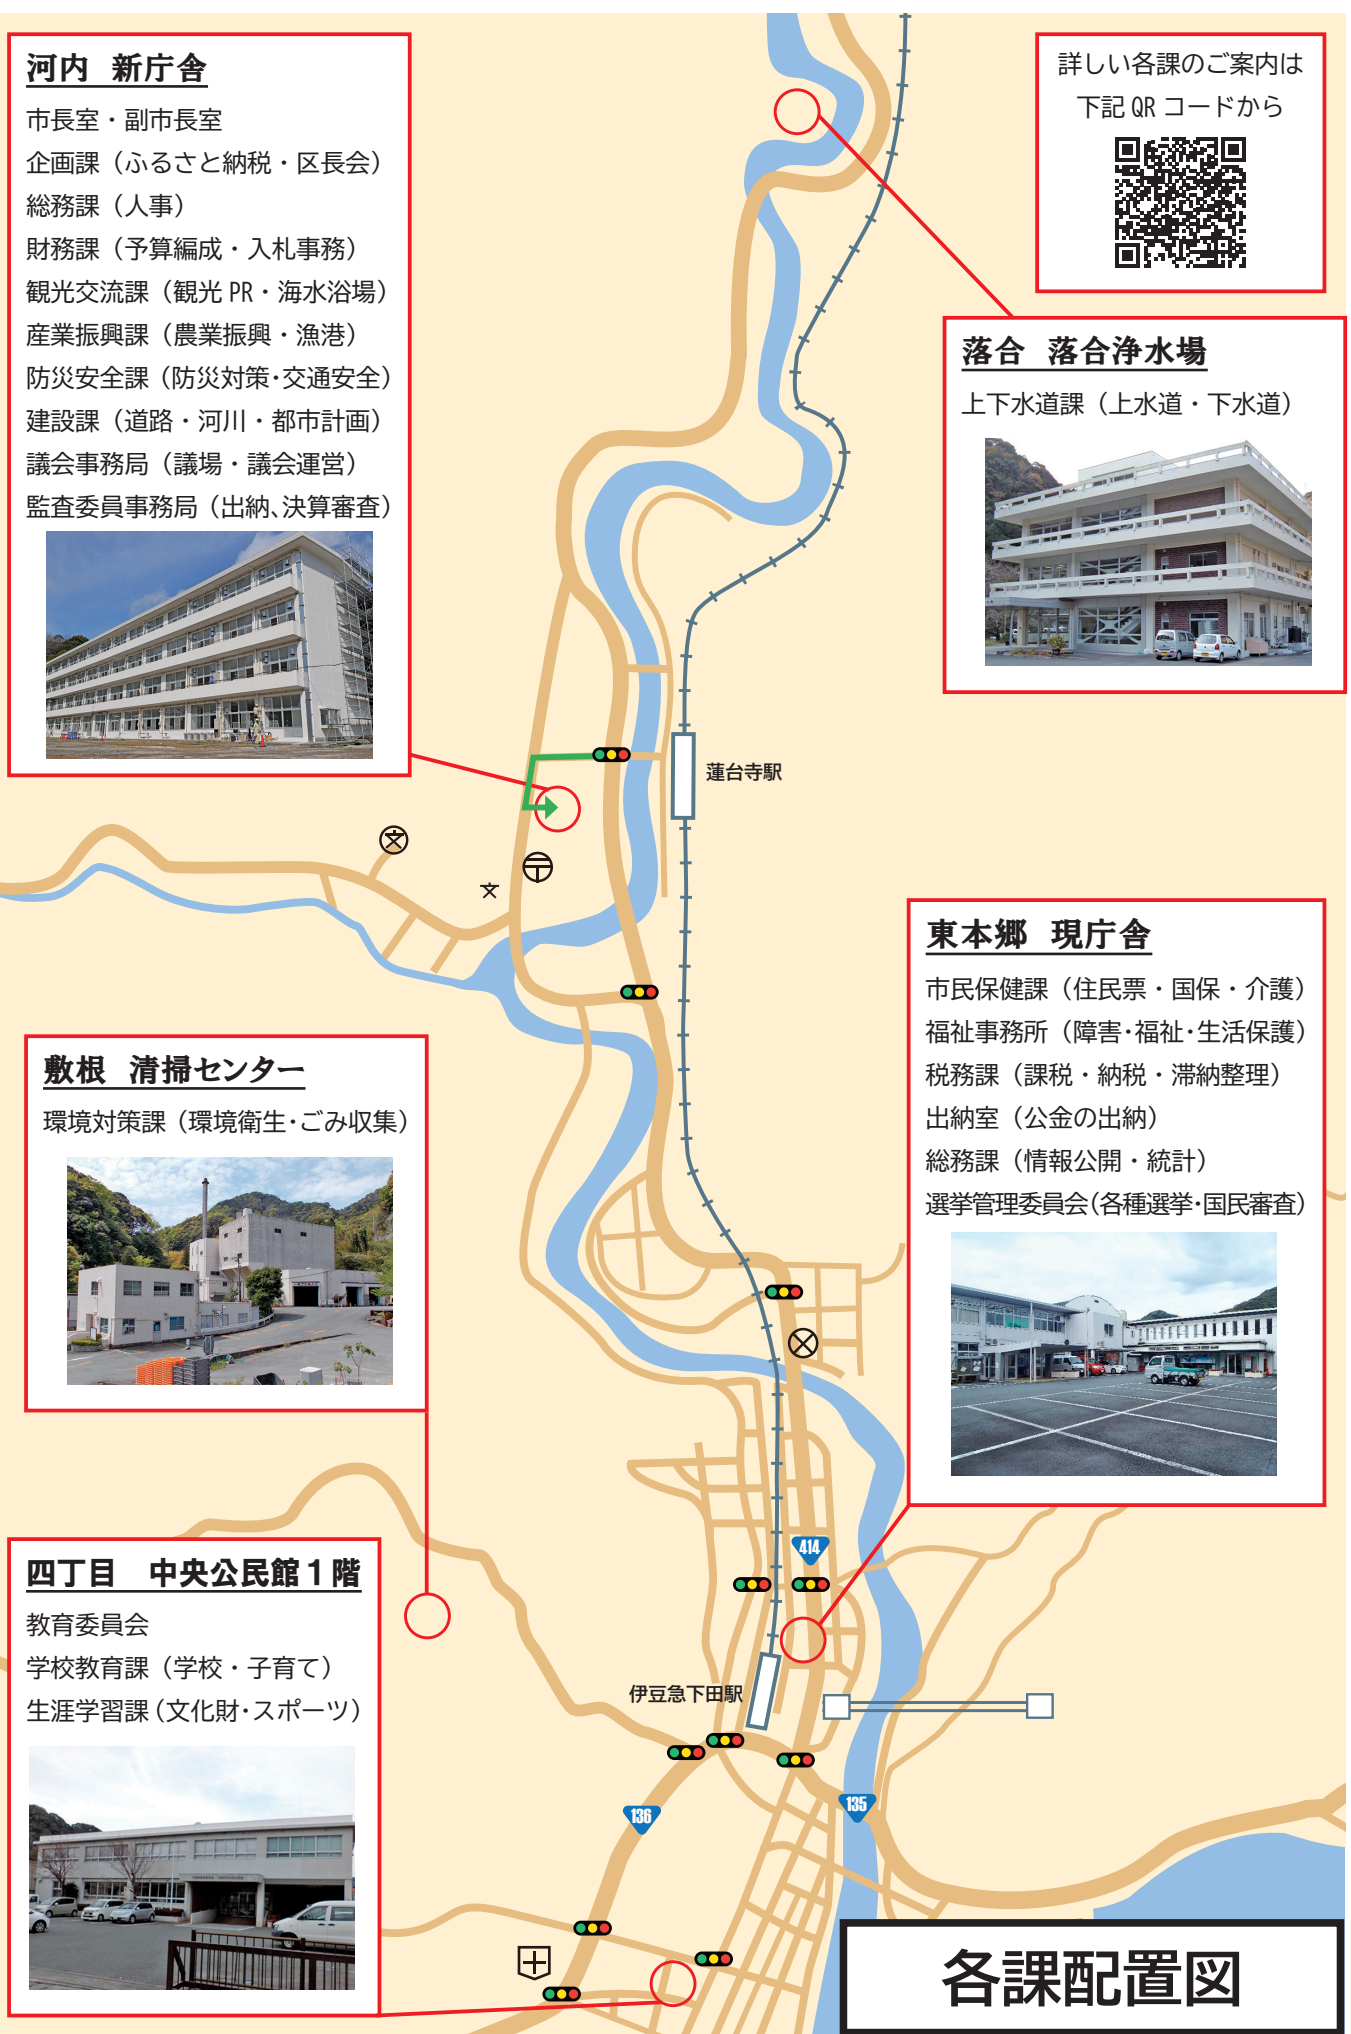 河内　新庁舎
市長室・副市長室
企画課（ふるさと納税・区長会）
総務課（人事）
財務課（予算編成・入札事務）
観光交流課（観光 PR・海水浴場）
産業振興課（農業振興・漁港）
防災安全課（防災対策･交通安全）
建設課（道路・河川・都市計画）
議会事務局（議場・議会運営）
監査委員事務局（出納、決算審査）
詳しい各課のご案内は
下記 QR コードから
落合　落合浄水場
上下水道課（上水道・下水道）
蓮台寺駅
文
文
東本郷　現庁舎
市民保健課（住民票・国保・介護）
福祉事務所（障害･福祉･生活保護）
税務課（課税・納税・滞納整理）
出納室（公金の出納）
総務課（情報公開・統計）
選挙管理委員会（各種選挙･国民審査）
敷根　清掃センター
環境対策課（環境衛生･ごみ収集）
414
四丁目　中央公民館１階
教育委員会
学校教育課（学校・子育て）
生涯学習課（文化財･スポーツ）
伊豆急下田駅
136
135
各課配置図